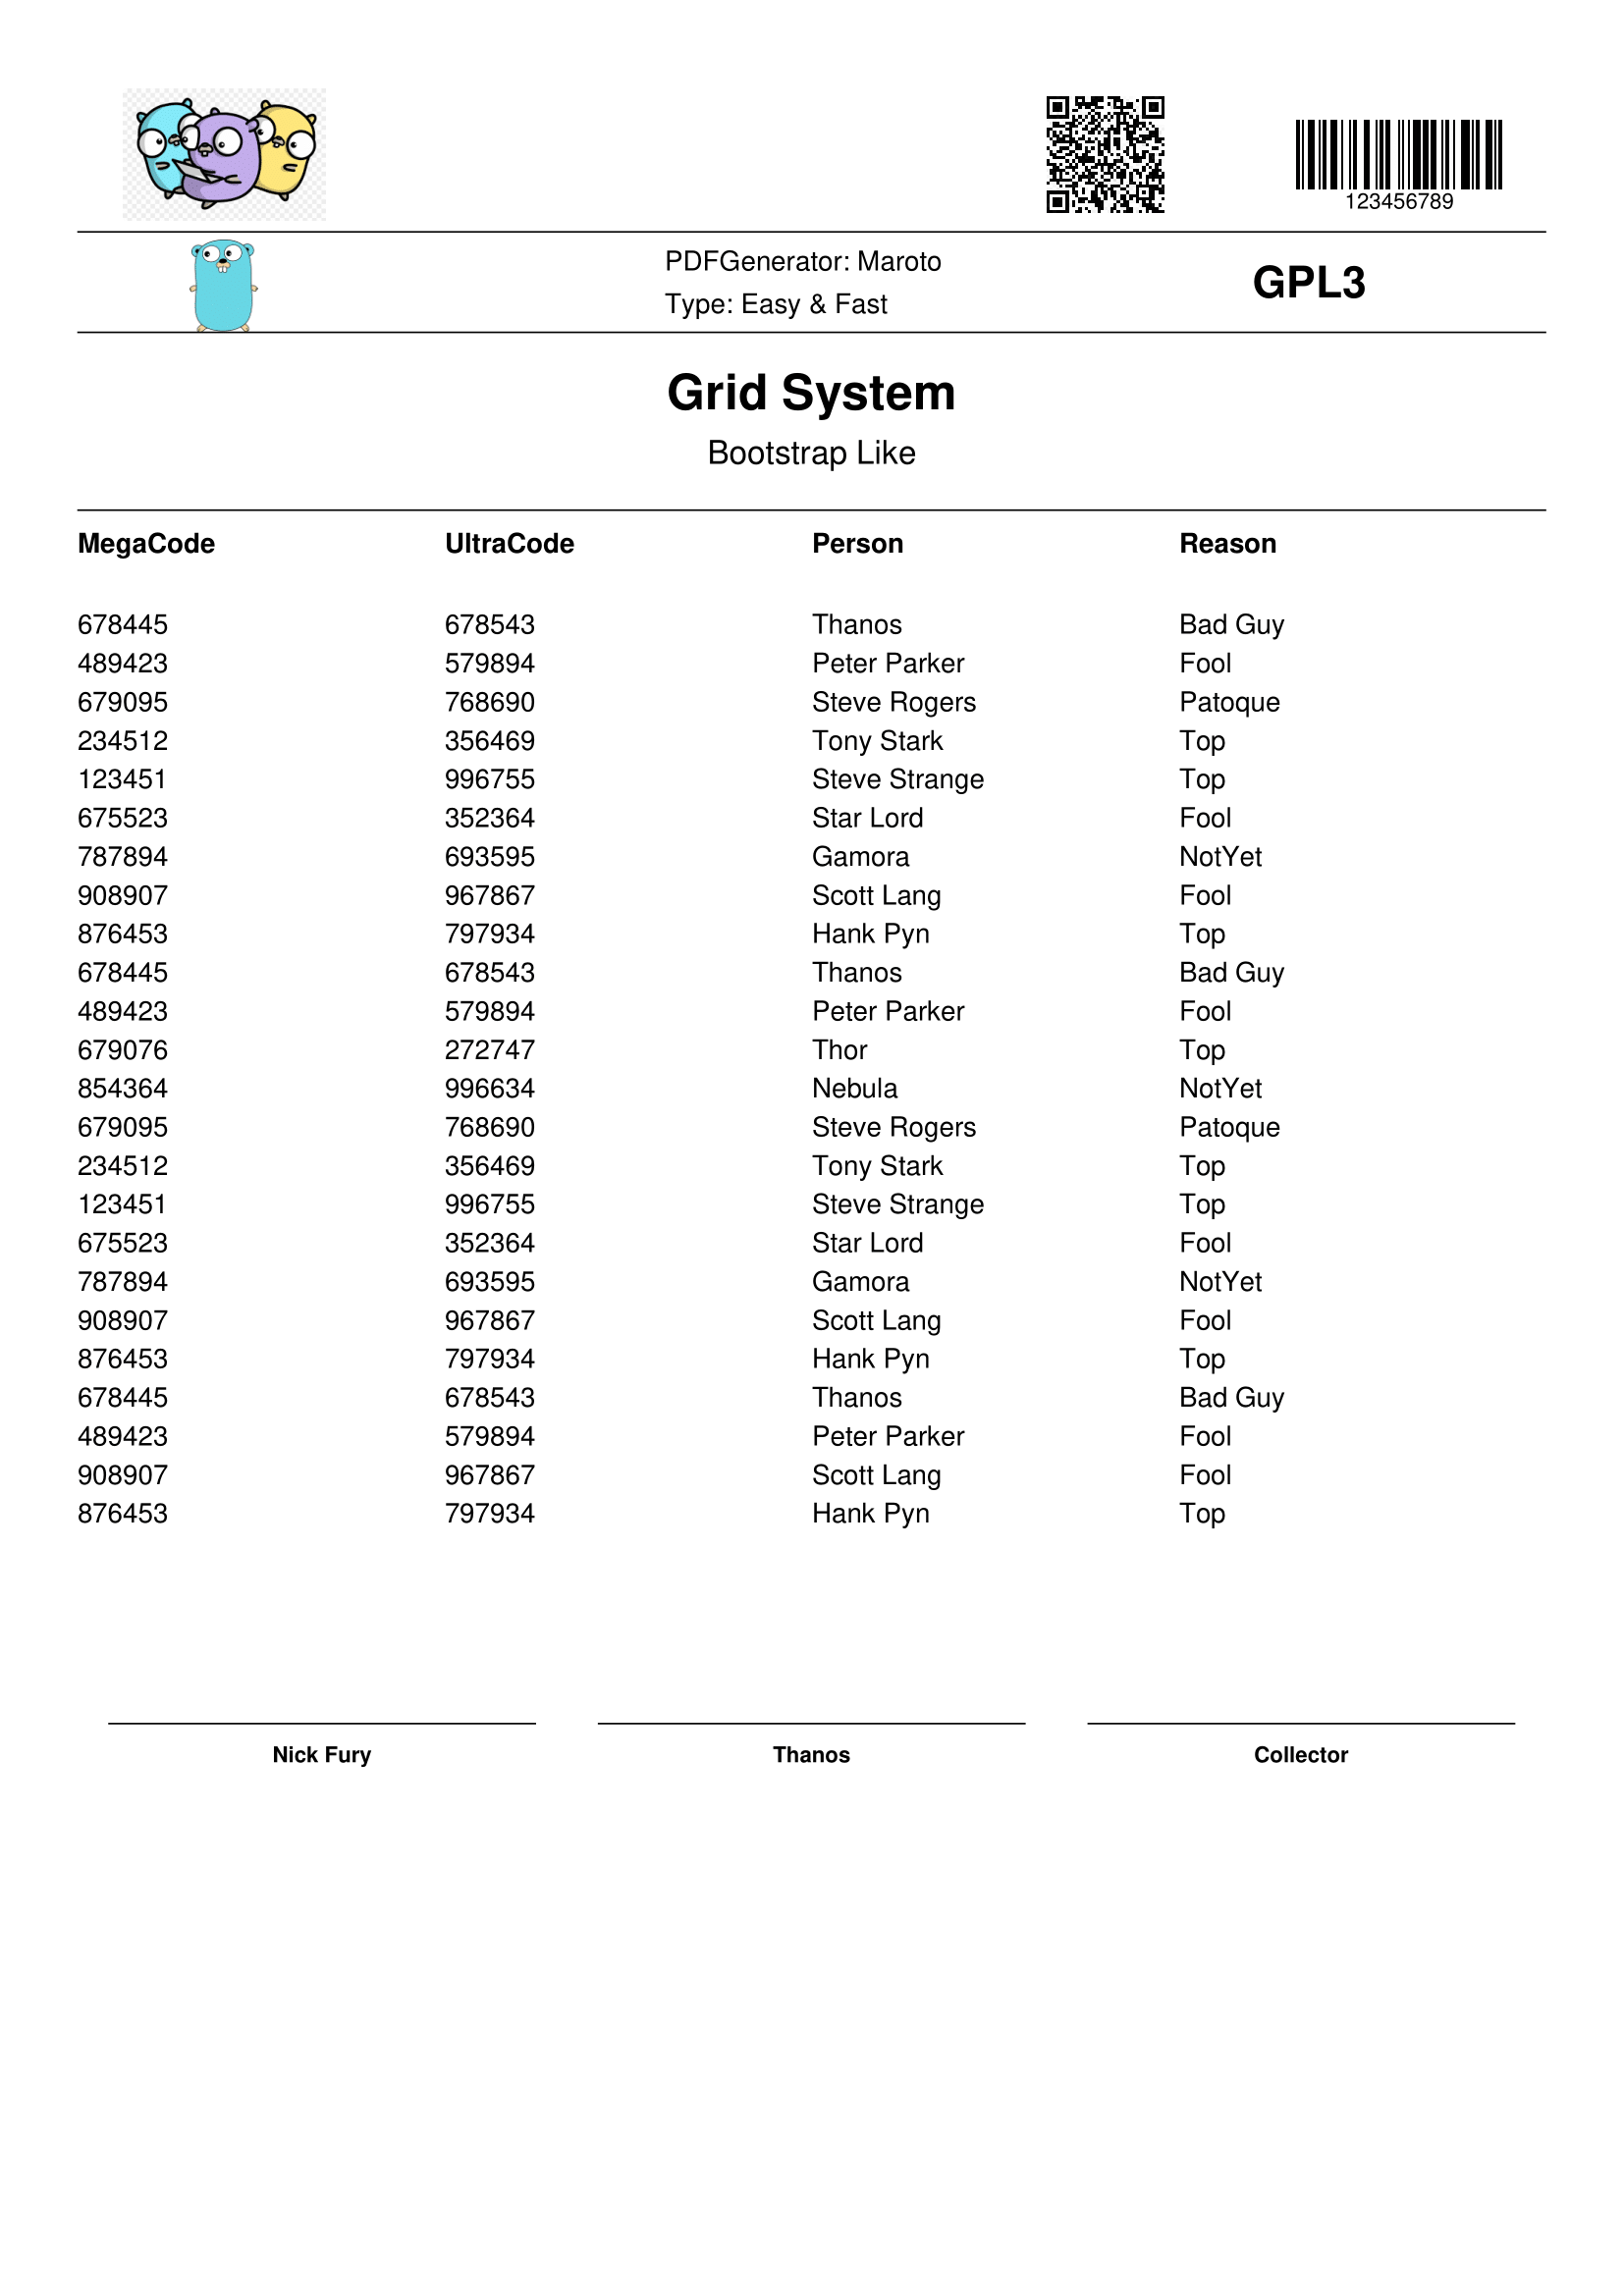 123456789
PDFGenerator: Maroto
Type: Easy & Fast
GPL3
Grid System
Bootstrap Like
MegaCode UltraCode Person Reason
678445 678543 Thanos Bad Guy
489423 579894 Peter Parker Fool
679095 768690 Steve Rogers Patoque
234512 356469 Tony Stark Top
123451 996755 Steve Strange Top
675523 352364 Star Lord Fool
787894 693595 Gamora NotYet
908907 967867 Scott Lang Fool
876453 797934 Hank Pyn Top
678445 678543 Thanos Bad Guy
489423 579894 Peter Parker Fool
679076 272747 Thor Top
854364 996634 Nebula NotYet
679095 768690 Steve Rogers Patoque
234512 356469 Tony Stark Top
123451 996755 Steve Strange Top
675523 352364 Star Lord Fool
787894 693595 Gamora NotYet
908907 967867 Scott Lang Fool
876453 797934 Hank Pyn Top
678445 678543 Thanos Bad Guy
489423 579894 Peter Parker Fool
908907 967867 Scott Lang Fool
876453 797934 Hank Pyn Top
Nick Fury Thanos Collector